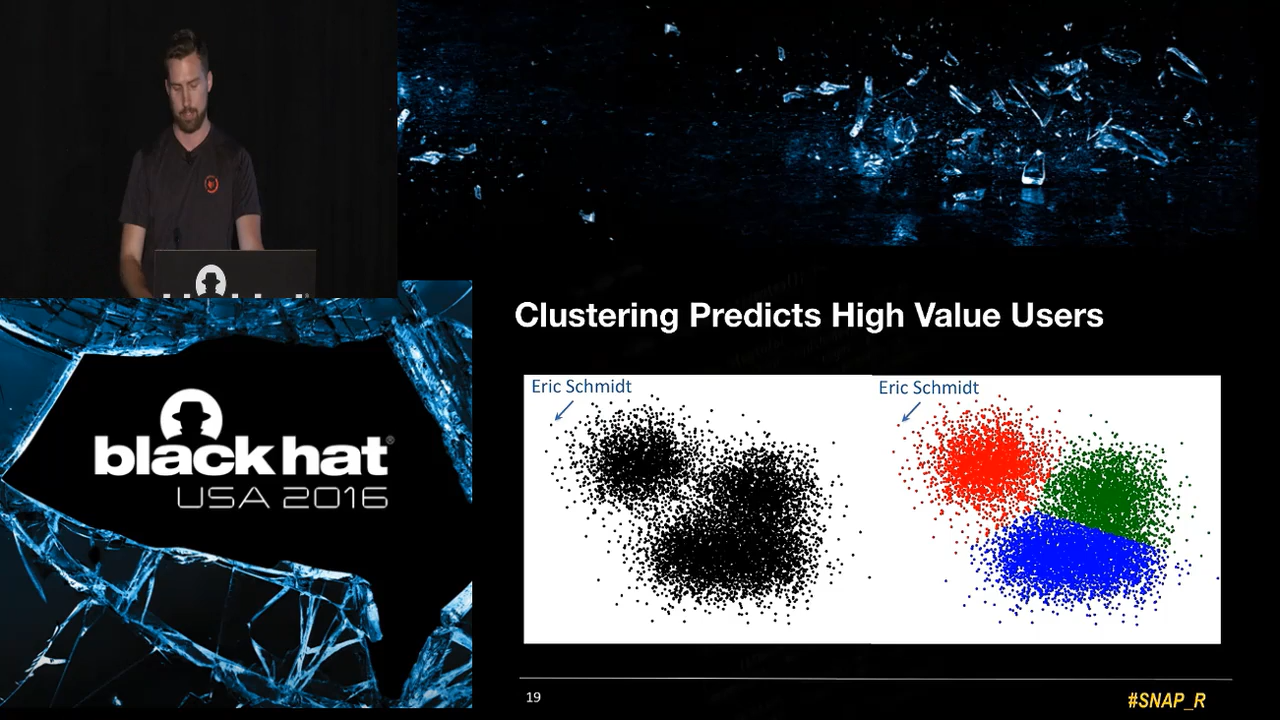 black hat®
USA 2016
Clustering Predicts High Value Users
Eric Schmidt
Eric Schmidt
19
#SNAP_R